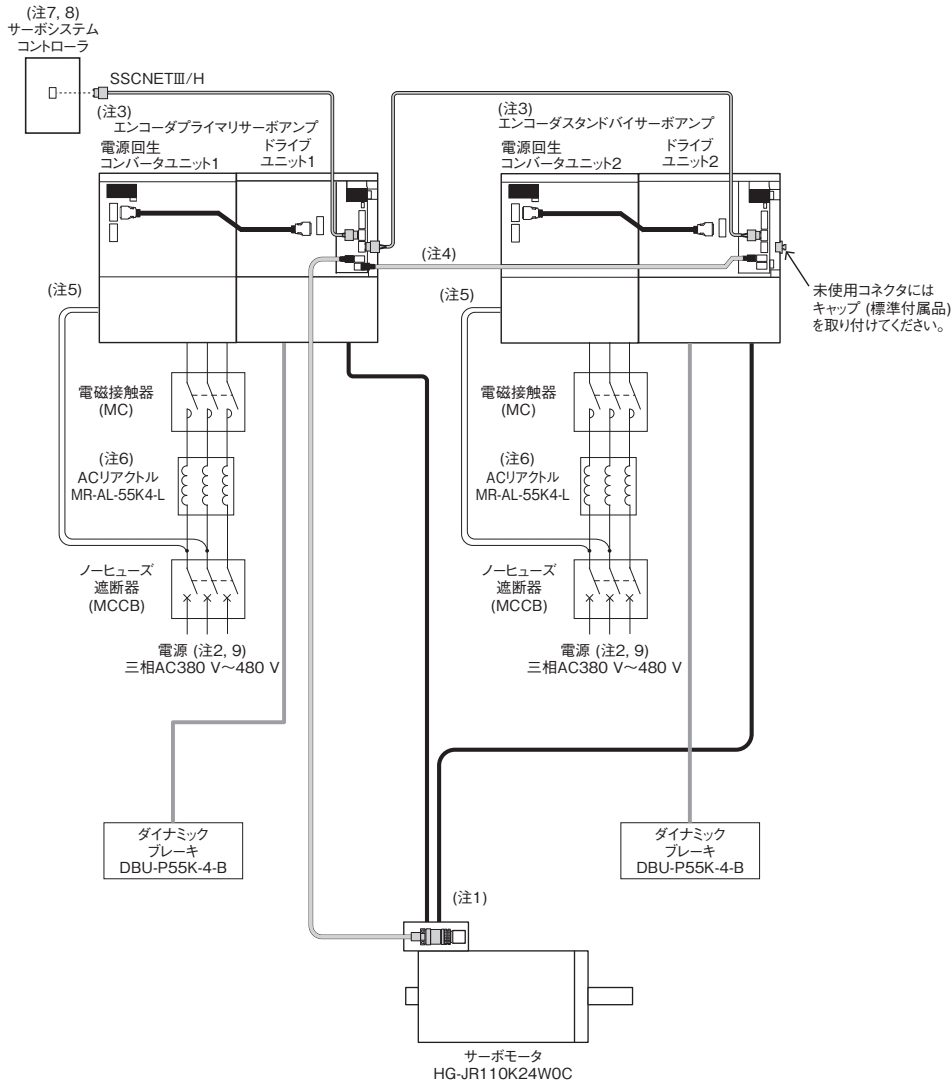 (注7, 8)
サーボシステム
コントローラ
SSCNETⅢ/H
(注3)
エンコーダプライマリサーボアンプ
電源回生
コンバータユニット1
ドライブ
ユニット1
(注3)
エンコーダスタンドバイサーボアンプ
電源回生
コンバータユニット2
ドライブ
ユニット2
(注4)
(注5)
(注5)
未使用コネクタには
キャップ (標準付属品)
を取り付けてください。
電磁接触器
(MC)
(注6)
ACリアクトル
MR-AL-55K4-L
ノーヒューズ
遮断器
(MCCB)
電源 (注2, 9)
三相AC380 V～480 V
電磁接触器
(MC)
(注6)
ACリアクトル
MR-AL-55K4-L
ノーヒューズ
遮断器
(MCCB)
電源 (注2, 9)
三相AC380 V～480 V
ダイナミック
ブレーキ
DBU-P55K-4-B
ダイナミック
ブレーキ
DBU-P55K-4-B
(注1)
サーボモータ
HG-JR110K24W0C